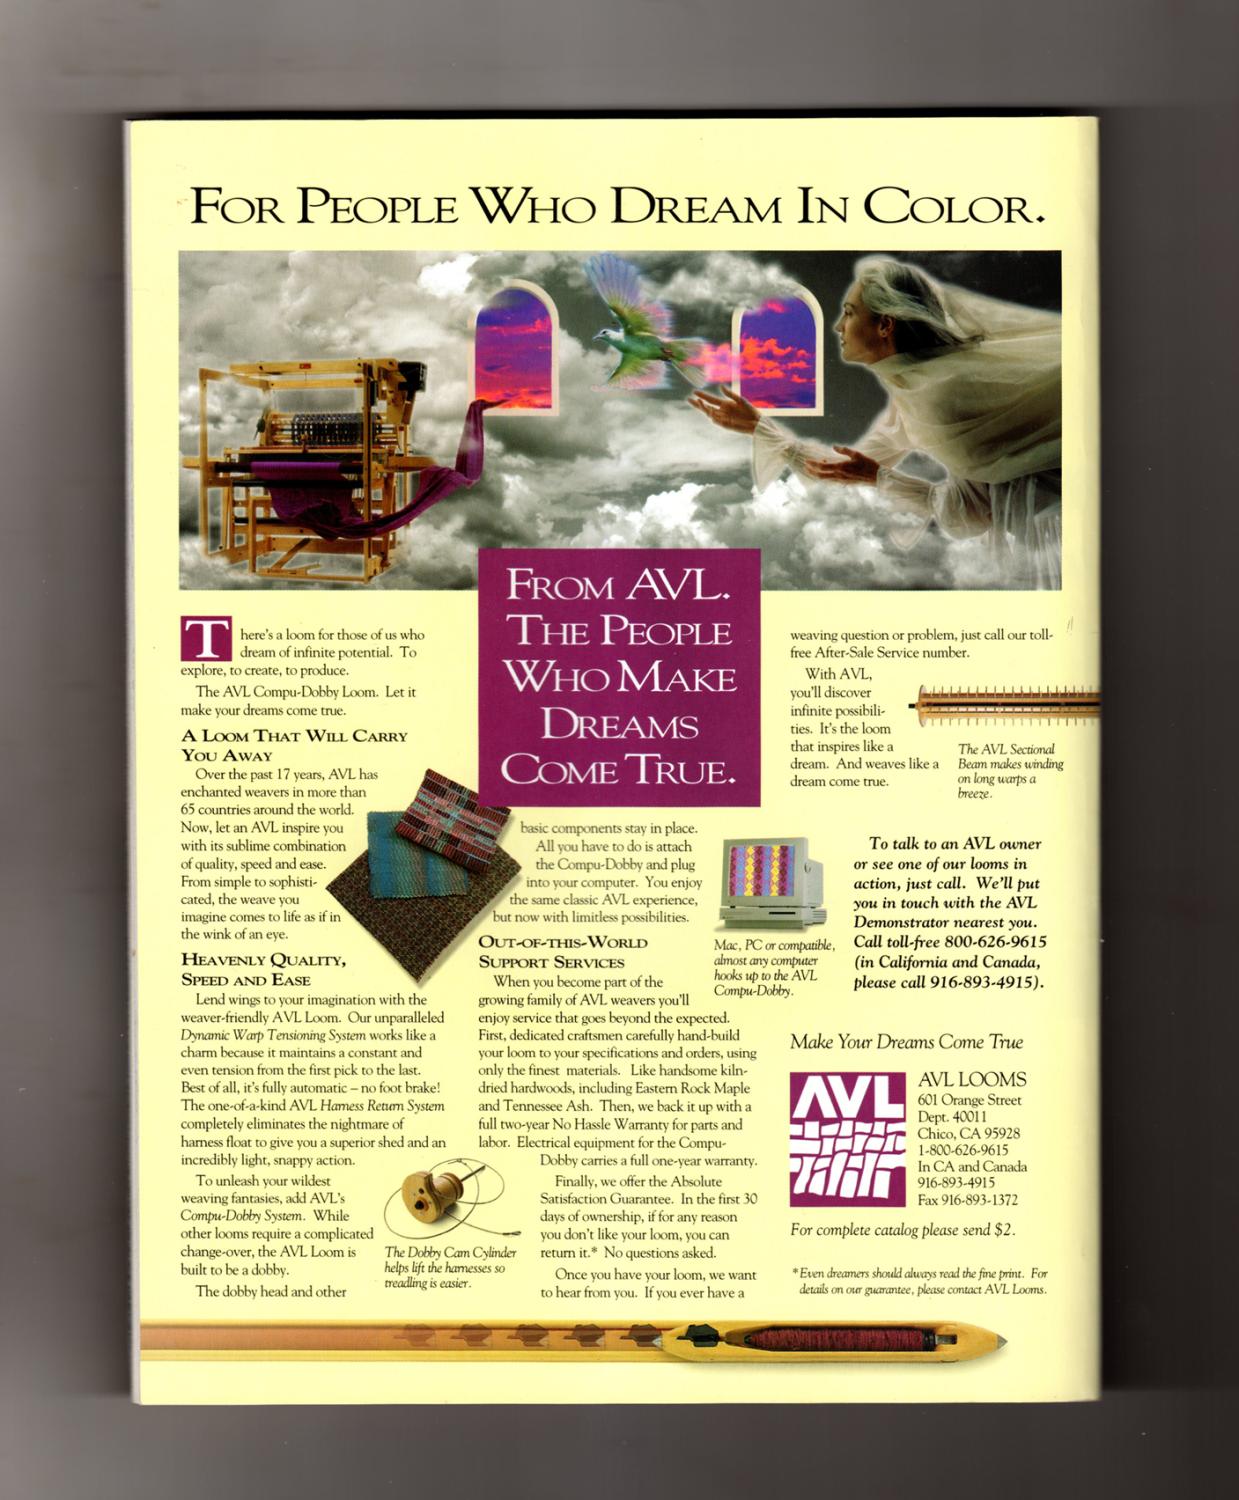 FOR PEOPLE WHO DREAM IN COLOR.
FROM AVL.
THE PEOPLE
WHO MAKE
DREAMS
COME TRUE.
There's a loom for those of us who
dream of infinite potential. To
explore, to create, to produce.
The AVL Compu-Dobby Loom. Let it
make your dreams come true.
A LOOM THAT WILL CARRY
YOU AWAY
Over the past 17 years, AVL has
enchanted weavers in more than
65 countries around the world.
Now, let an AVL inspire you
with its sublime combination
of quality, speed and ease.
From simple to sophisti-
cated, the weave you
imagine comes to life as if in
the wink of an eye.
HEAVENLY QUALITY,
SPEED AND EASE
Lend wings to your imagination with the
weaver-friendly AVL Loom. Our unparalleled
Dynamic Warp Tensioning System works like a
charm because it maintains a constant and
even tension from the first pick to the last.
Best of all, it's fully automatic – no foot brake!
The one-of-a-kind AVL Harness Return System
completely eliminates the nightmare of
harness float to give you a superior shed and an
incredibly light, snappy action.
To unleash your wildest
weaving fantasies, add AVL's
Compu-Dobby System. While
other looms require a complicated
change-over, the AVL Loom is
built to be a dobby.
The dobby head and other
The Dobby Cam Cylinder
helps lift the harnesses so
treadling is easier.
basic components stay in place.
All you have to do is attach
the Compu-Dobby and plug
into your computer. You enjoy
the same classic AVL experience,
but now with limitless possibilities.
OUT-OF-THIS-WORLD
SUPPORT SERVICES
When you become part of the
growing family of AVL weavers you'll
enjoy service that goes beyond the expected.
First, dedicated craftsmen carefully hand-build
your loom to your specifications and orders, using
only the finest materials. Like handsome kiln-
dried hardwoods, including Eastern Rock Maple
and Tennessee Ash. Then, we back it up with a
full two-year No Hassle Warranty for parts and
labor. Electrical equipment for the Compu-
Dobby carries a full one-year warranty.
Finally, we offer the Absolute
Satisfaction Guarantee. In the first 30
days of ownership, if for any reason
you don't like your loom, you can
return it.* No questions asked.
Once you have your loom, we want
to hear from you. If you ever have a
weaving question or problem, just call our toll-
free After-Sale Service number.
With AVL,
you'll discover
infinite possibili-
ties. It's the loom
that inspires like a
dream. And weaves like a
dream come true.
The AVL Sectional
Beam makes winding
on long warps a
breeze.
Mac, PC or compatible,
almost any computer
hooks up to the AVL
Compu-Dobby.
To talk to an AVL owner
or see one of our looms in
action, just call. We'll put
you in touch with the AVL
Demonstrator nearest you.
Call toll-free 800-626-9615
(in California and Canada,
please call 916-893-4915).
Make Your Dreams Come True
AVL
AVL LOOMS
601 Orange Street
Dept. 40011
Chico, CA 95928
1-800-626-9615
In CA and Canada
916-893-4915
Fax 916-893-1372
For complete catalog please send $2.
*Even dreamers should always read the fine print. For
details on our guarantee, please contact AVL Looms.